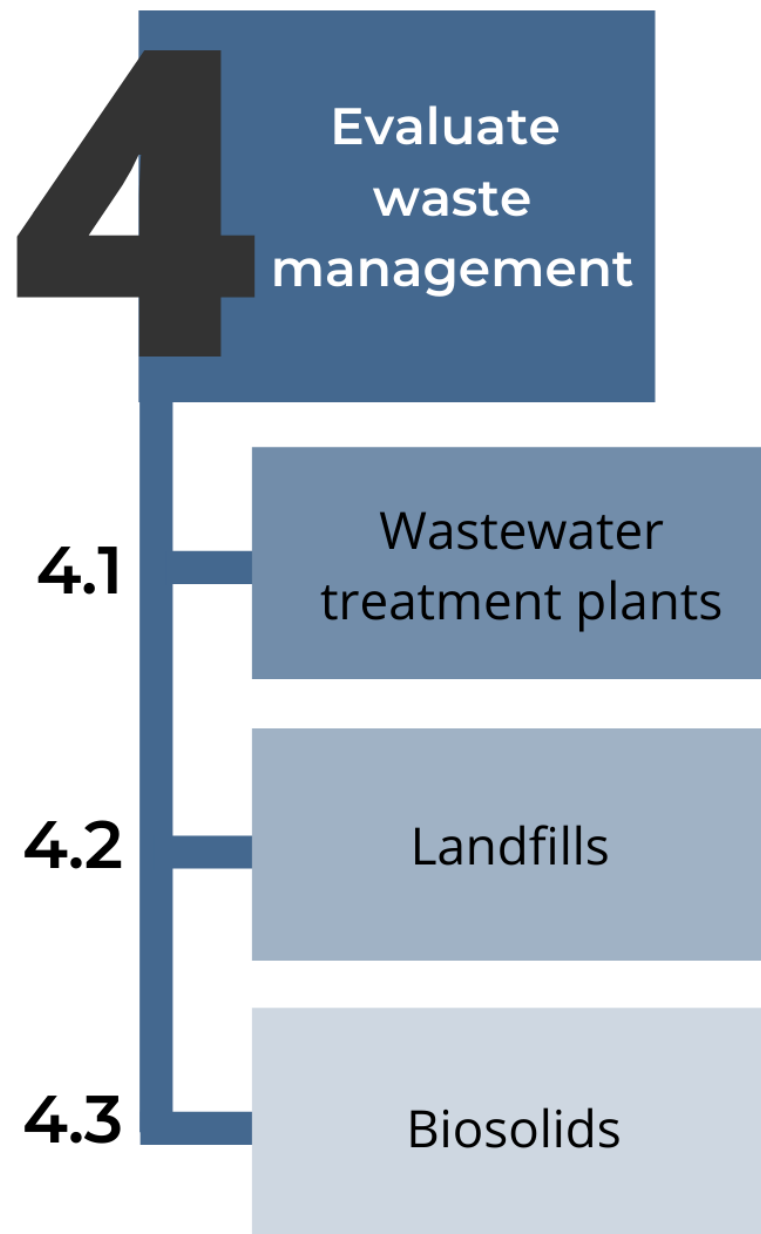 4
Evaluate
waste
management
4.1
Wastewater
treatment plants
4.2
Landfills
4.3
Biosolids